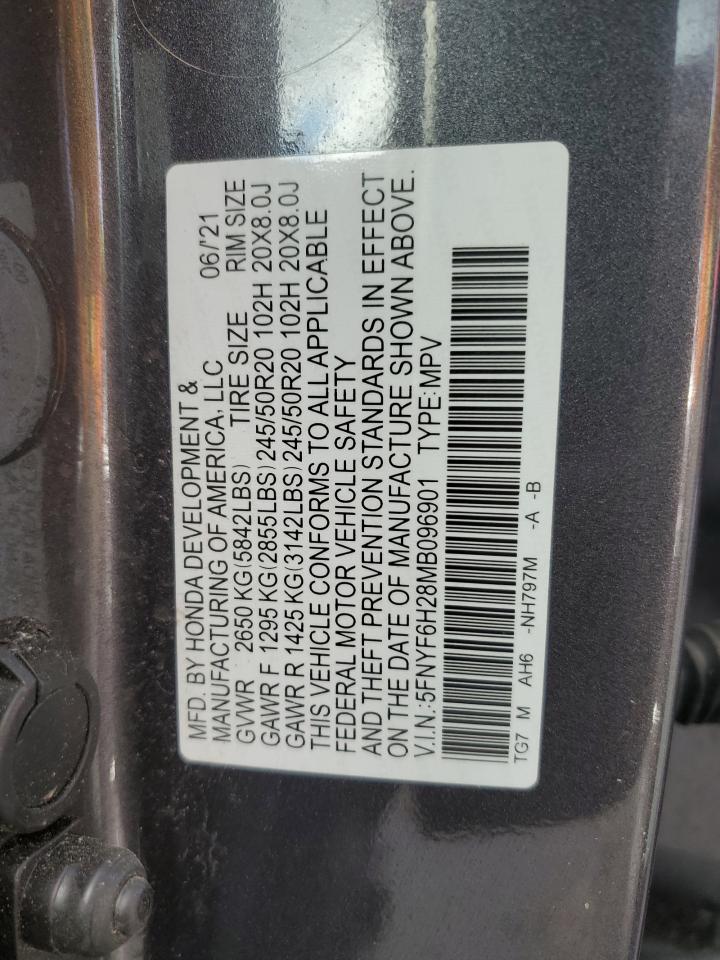 MFD. BY HONDA DEVELOPMENT &
MANUFACTURING OF AMERICA, LLC 06/'21
GVWR 2650 KG(5842LBS) TIRE SIZE RIM SIZE
GAWR F 1295 KG(2855LBS)245/50R20 102H 20X8.0J
GAWR R 1425 KG(3142LBS)245/50R20 102H 20X8.0J
THIS VEHICLE CONFORMS TO ALL APPLICABLE
FEDERAL MOTOR VEHICLE SAFETY
AND THEFT PREVENTION STANDARDS IN EFFECT
ON THE DATE OF MANUFACTURE SHOWN ABOVE.
V.I.N.:5FNYF6H28MB096901 TYPE:MPV
TG7 M AH6 -NH797M -A -B